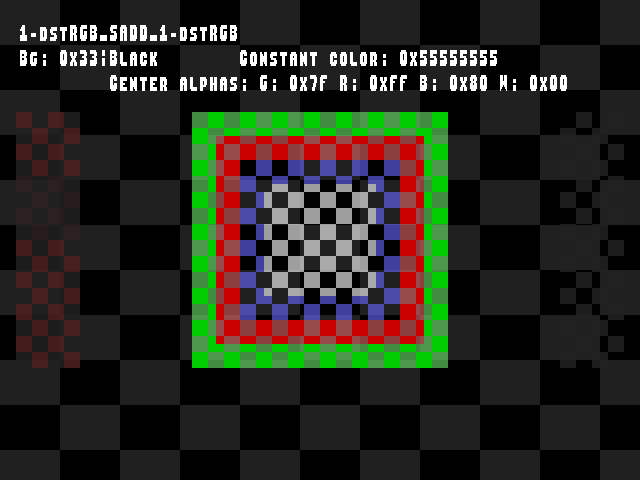 1-dstRGB_SADD_1-dstRGB
Bg: 0x33:Black Constant color: 0x55555555
Center alphas: G: 0x7f R: 0xff B: 0x80 W: 0x00